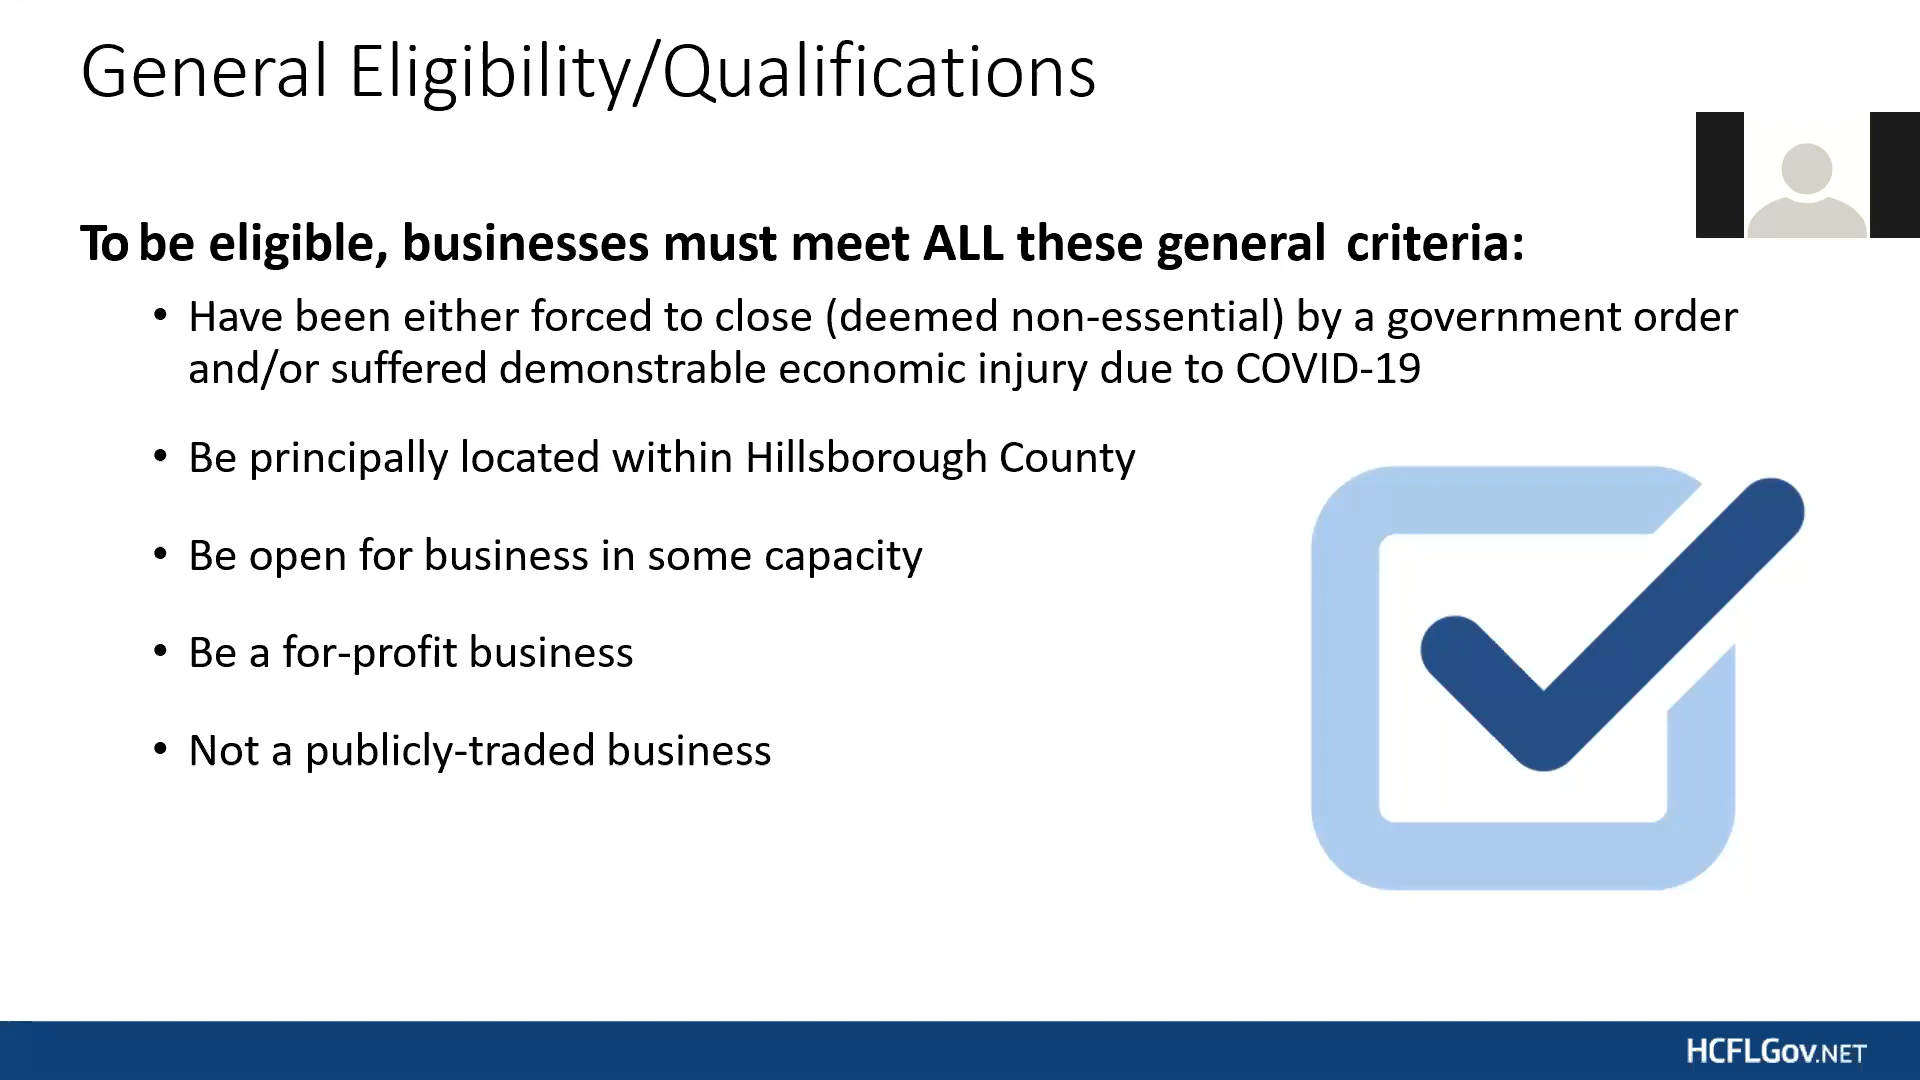 General Eligibility/Qualifications
To be eligible, businesses must meet ALL these general criteria:
• Have been either forced to close (deemed non-essential) by a government order
and/or suffered demonstrable economic injury due to COVID-19
• Be principally located within Hillsborough County
• Be open for business in some capacity
• Be a for-profit business
• Not a publicly-traded business
HCFLGov.NET